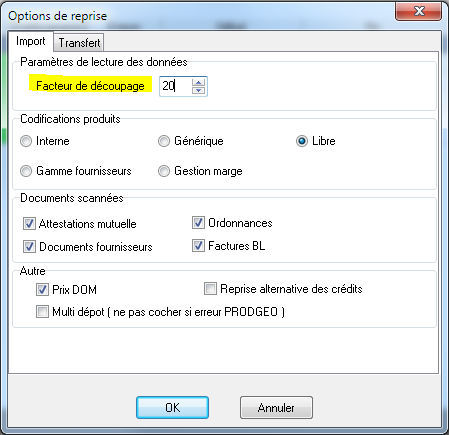 Options de reprise
Import Transfert
Paramètres de lecture des données
Facteur de découpage 20
Codifications produits
Interne Générique Libre
Gamme fournisseurs Gestion marge
Documents scannées
Attestations mutuelle Ordonnances
Documents fournisseurs Factures BL
Autre
Prix DOM Reprise alternative des crédits
Multi dépot ( ne pas cocher si erreur PRODGEO )
OK Annuler